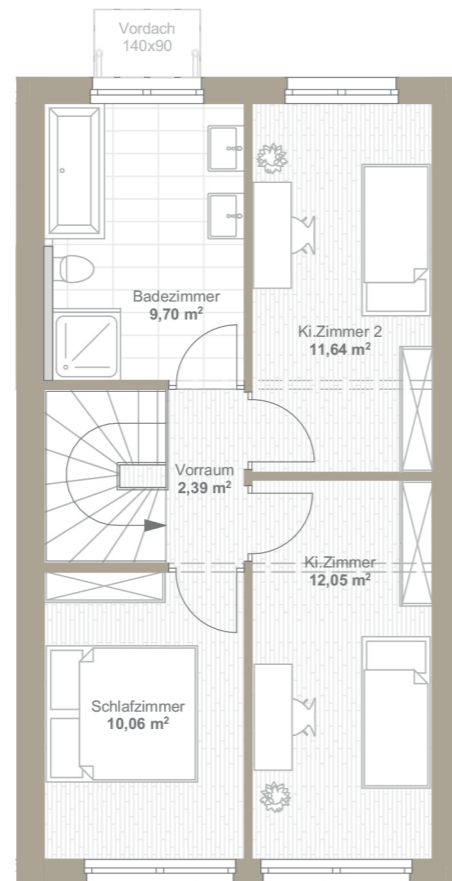 Vordach
140x90
Badezimmer
9,70 m²
Ki.Zimmer 2
11,64 m²
Vorraum
2,39 m²
Ki.Zimmer
12,05 m²
Schlafzimmer
10,06 m²